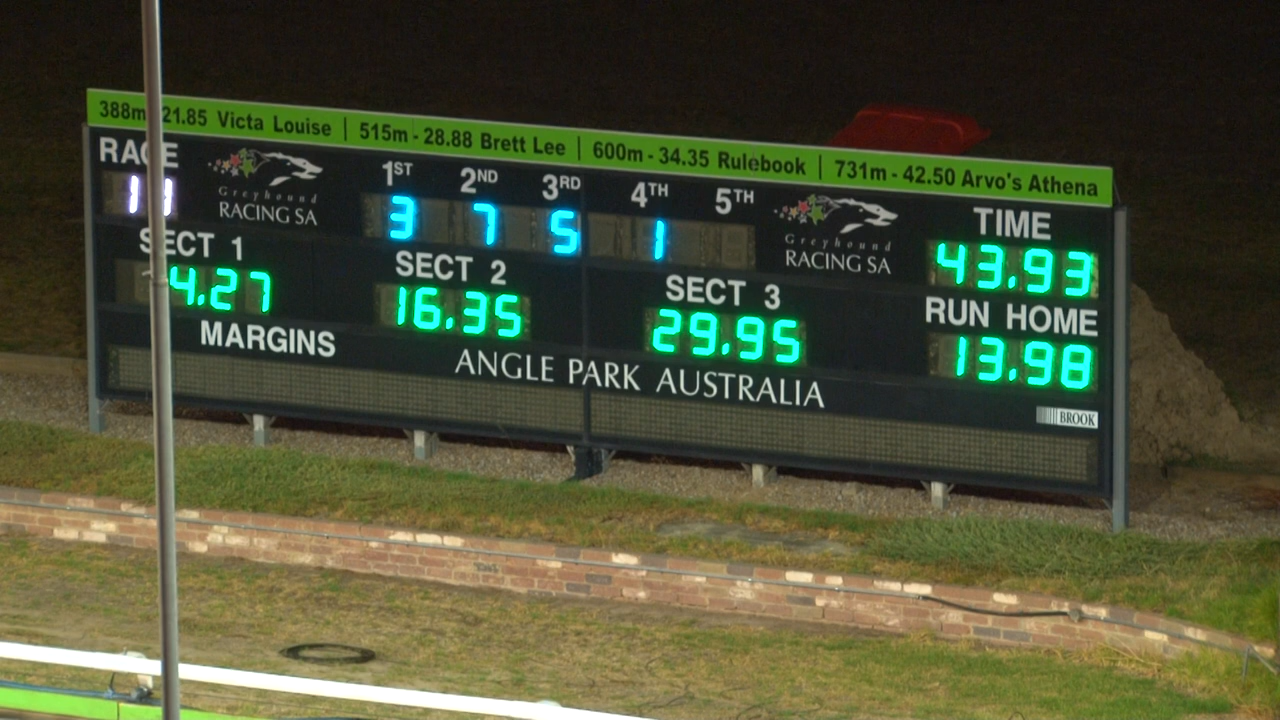 388m 21.85 Victa Louise | 515m - 28.88 Brett Lee | 600m - 34.35 Rulebook | 731m - 42.50 Arvo's Athena
RACE 1ST 2ND 3RD 4TH 5TH TIME
11 Greyhound RACING SA 3 7 5 1 Greyhound RACING SA 43.93
SECT 1 SECT 2 SECT 3 RUN HOME
4.27 16.35 29.95 13.98
MARGINS
ANGLE PARK AUSTRALIA
BROOK